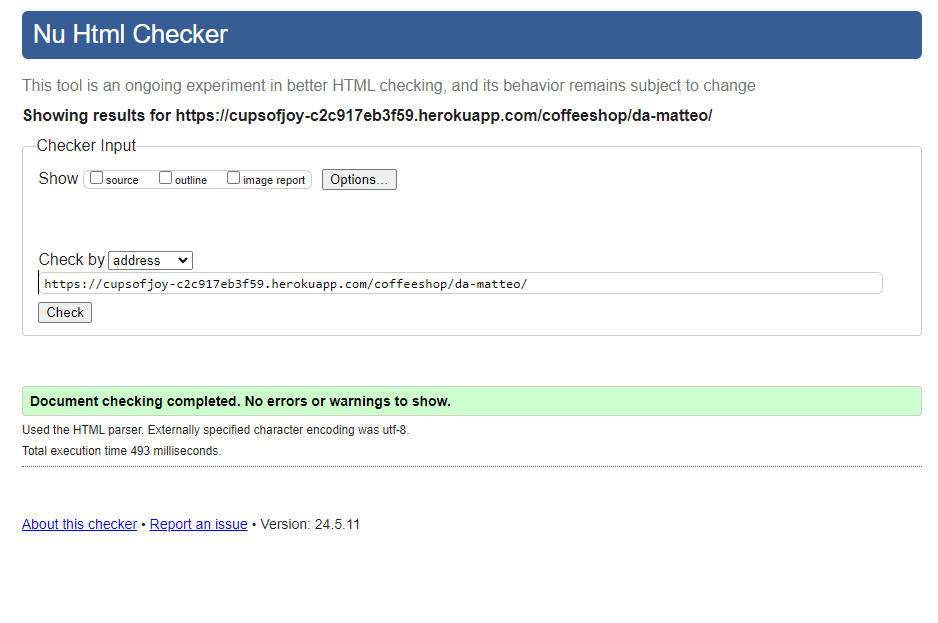 Nu Html Checker
This tool is an ongoing experiment in better HTML checking, and its behavior remains subject to change
Showing results for https://cupsofjoy-c2c917eb3f59.herokuapp.com/coffeeshop/da-matteo/
Checker Input
Show source outline image report Options...
Check by address
https://cupsofjoy-c2c917eb3f59.herokuapp.com/coffeeshop/da-matteo/
Check
Document checking completed. No errors or warnings to show.
Used the HTML parser. Externally specified character encoding was utf-8.
Total execution time 493 milliseconds.
About this checker • Report an issue • Version: 24.5.11